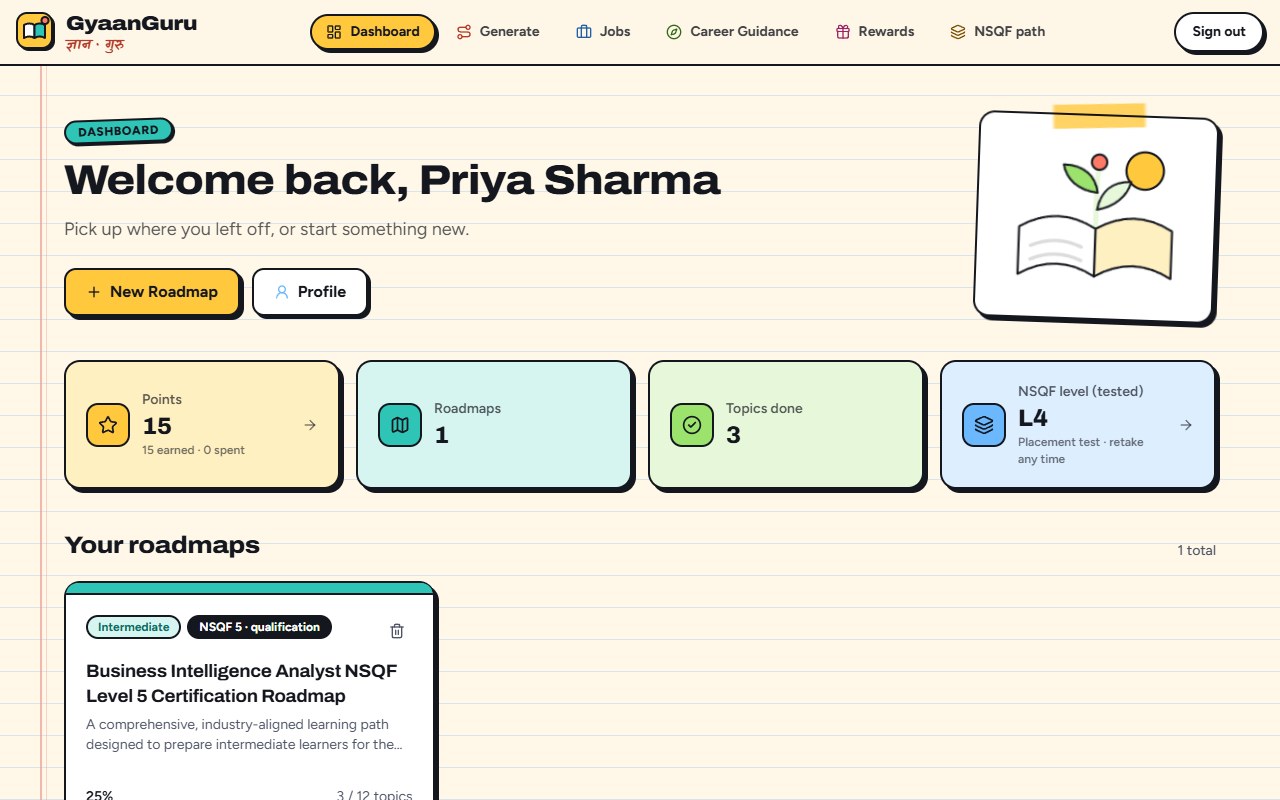 GyaanGuru
ज्ञान · गुरु
Dashboard
Generate
Jobs
Career Guidance
Rewards
NSQF path
Sign out
DASHBOARD
Welcome back, Priya Sharma
Pick up where you left off, or start something new.
New Roadmap
Profile
Points
15
15 earned · 0 spent
Roadmaps
1
Topics done
3
NSQF level (tested)
L4
Placement test · retake
any time
Your roadmaps
1 total
Intermediate
NSQF 5 · qualification
Business Intelligence Analyst NSQF
Level 5 Certification Roadmap
A comprehensive, industry-aligned learning path
designed to prepare intermediate learners for the...
25%
3 / 12 topics